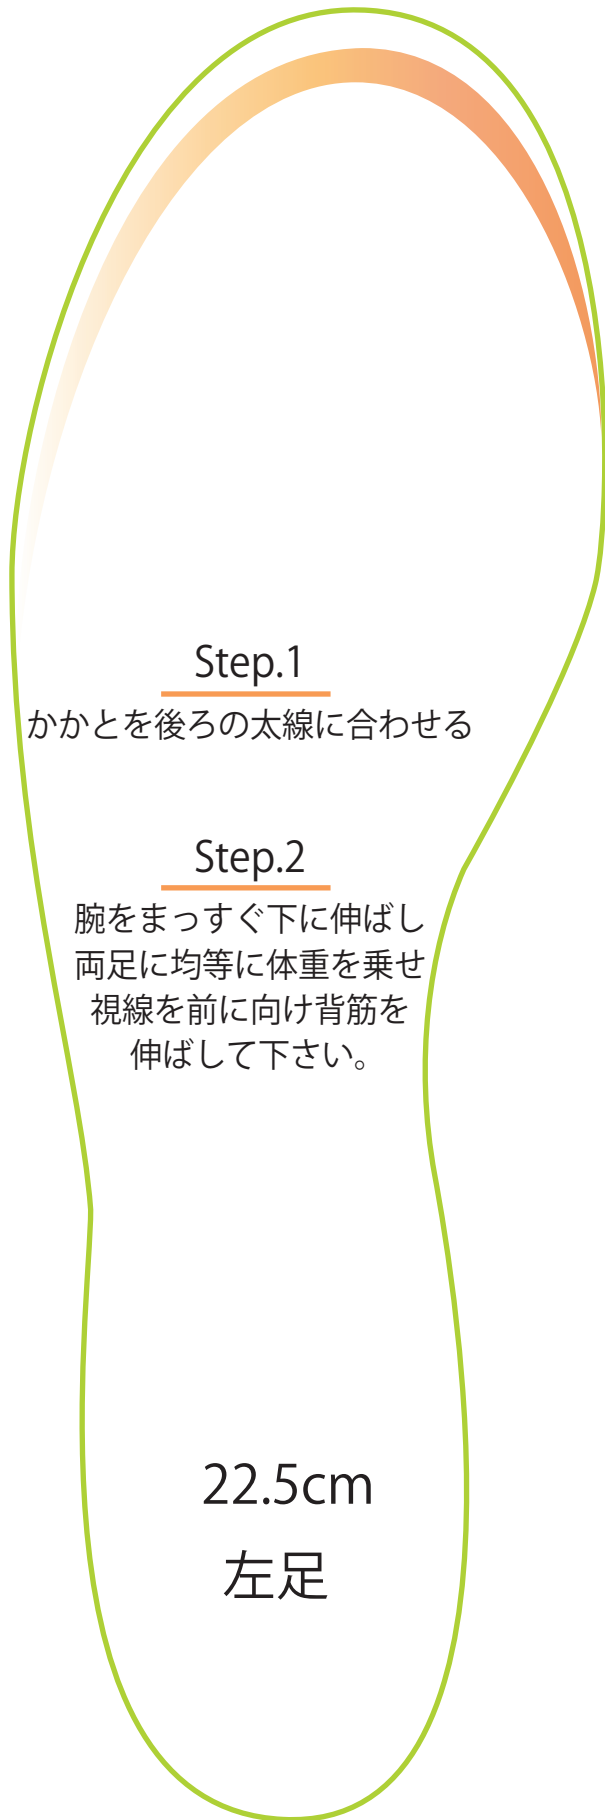 Step.1
かかとを後ろの太線に合わせる
Step.2
腕をまっすぐ下に伸ばし
両足に均等に体重を乗せ
視線を前に向け背筋を
伸ばして下さい。
22.5cm
左足